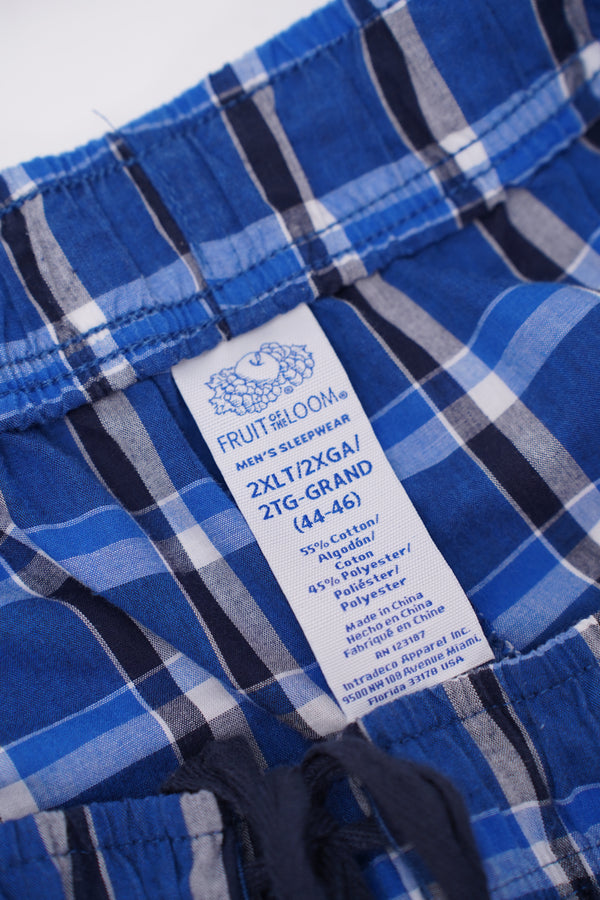 ®
FRUIT OF THE LOOM®
MEN'S SLEEPWEAR
2XLT/2XGA/
2TG-GRAND
(44-46)
55% Cotton/
Algodón/
Coton
45% Polyester/
Poliéster/
Polyester
Made in China
Hecho en China
Fabriqué en Chine
RN 123187
Intradeco Apparel Inc.
9500 NW 108 Avenue Miami,
Florida 33178 USA